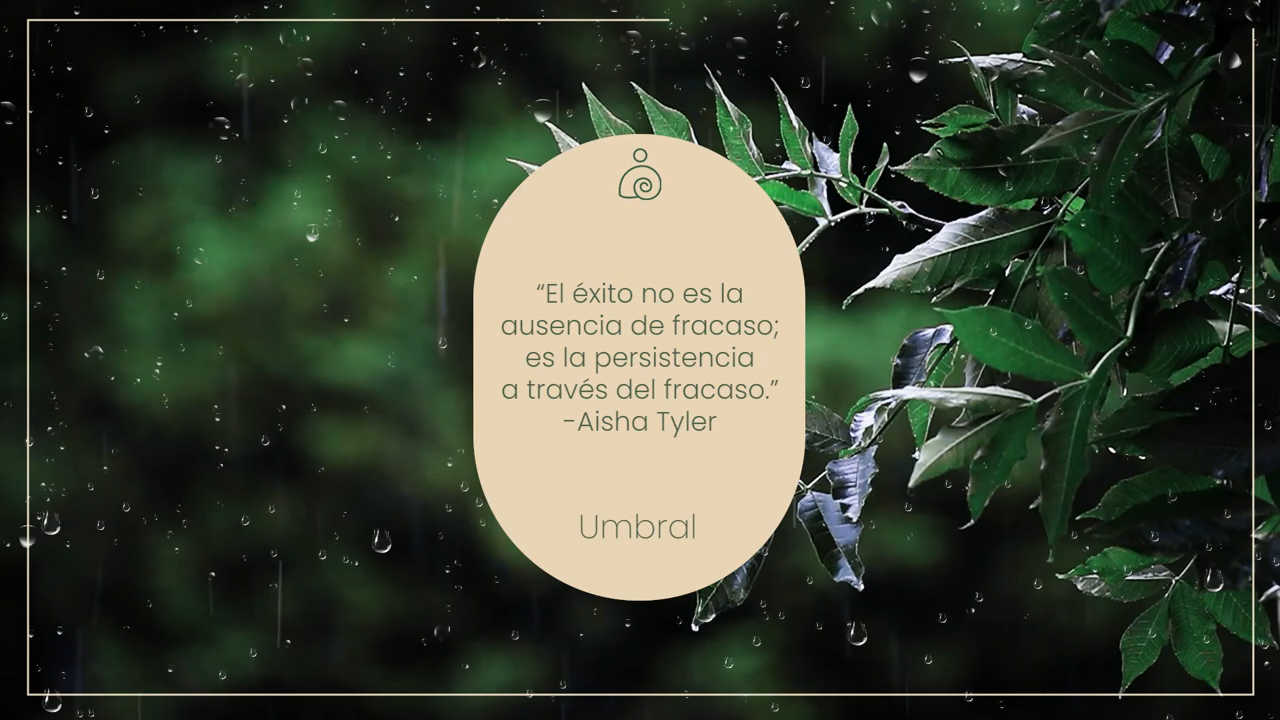 “El éxito no es la
ausencia de fracaso;
es la persistencia
a través del fracaso.”
-Aisha Tyler
Umbral